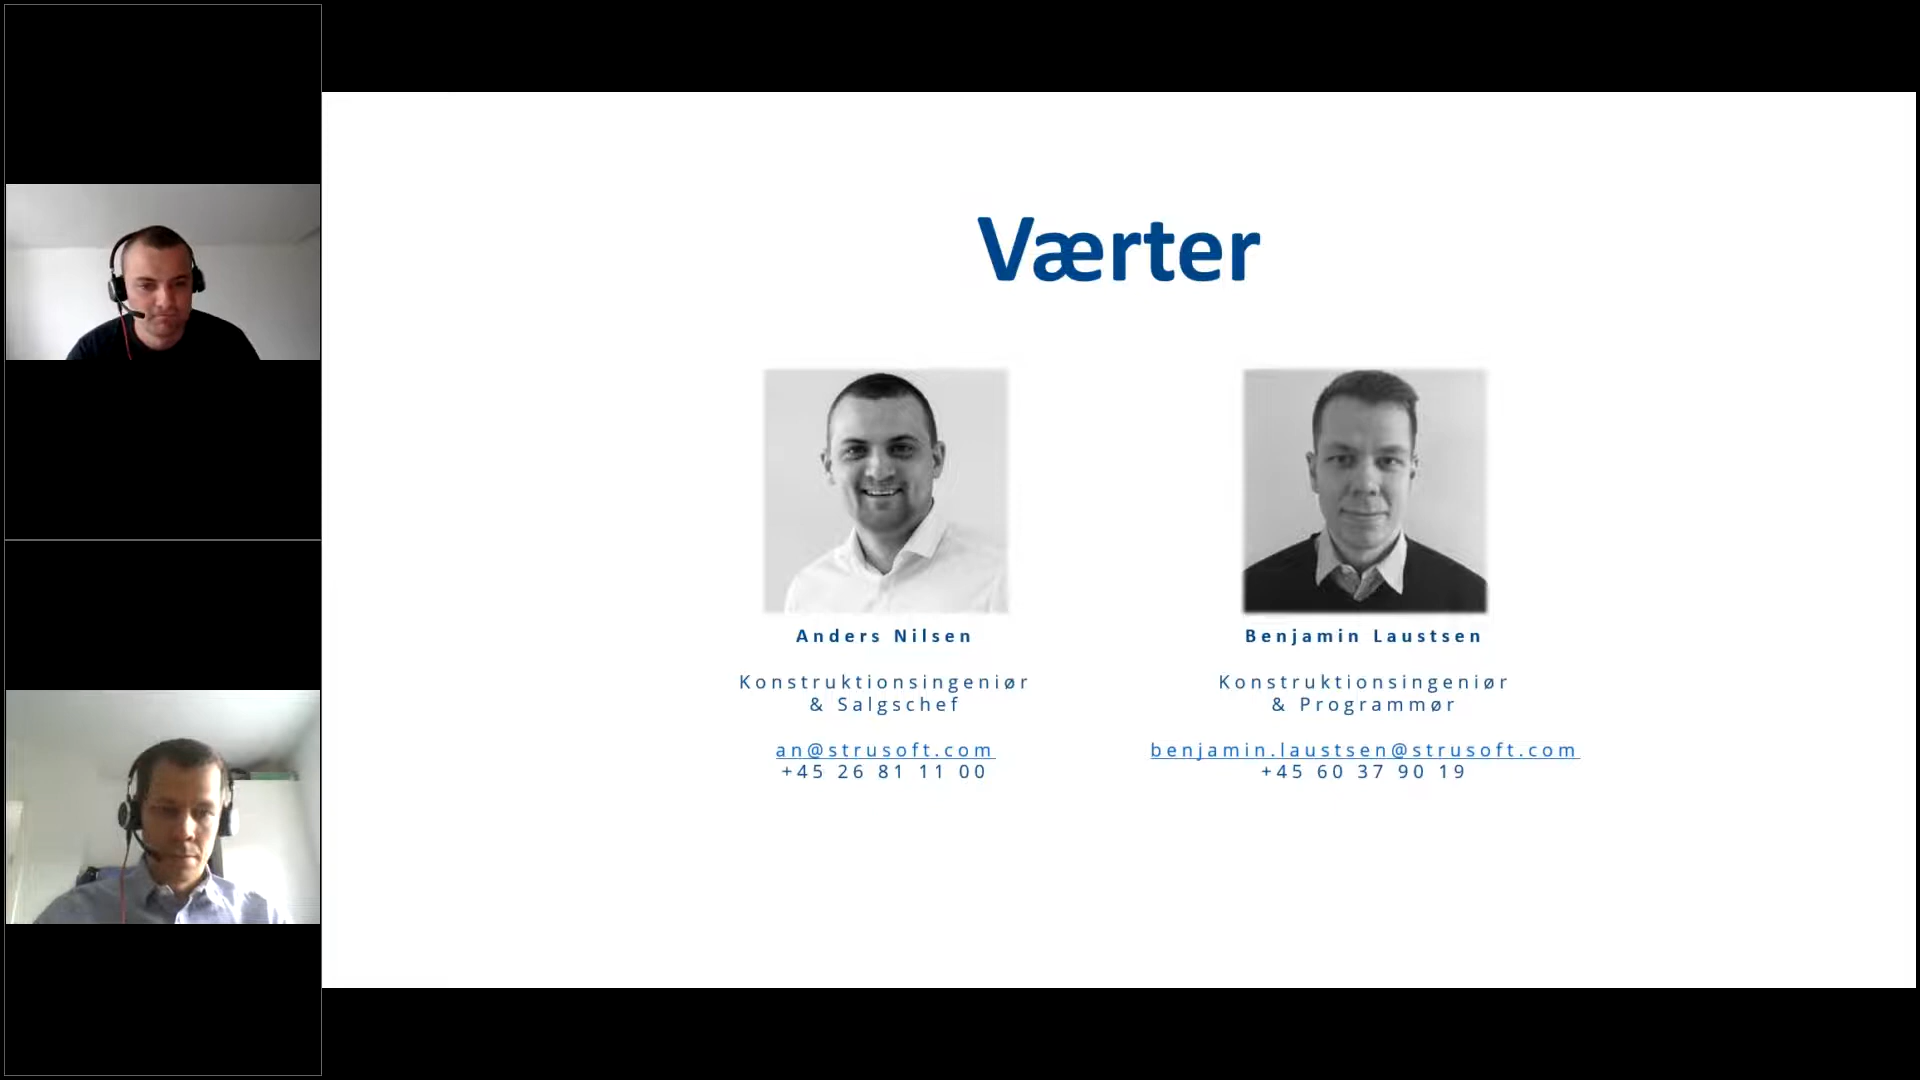 Værter
Anders Nilsen
Konstruktionsingeniør
& Salgschef
an@strusoft.com
+45 26 81 11 00
Benjamin Laustsen
Konstruktionsingeniør
& Programmør
benjamin.laustsen@strusoft.com
+45 60 37 90 19